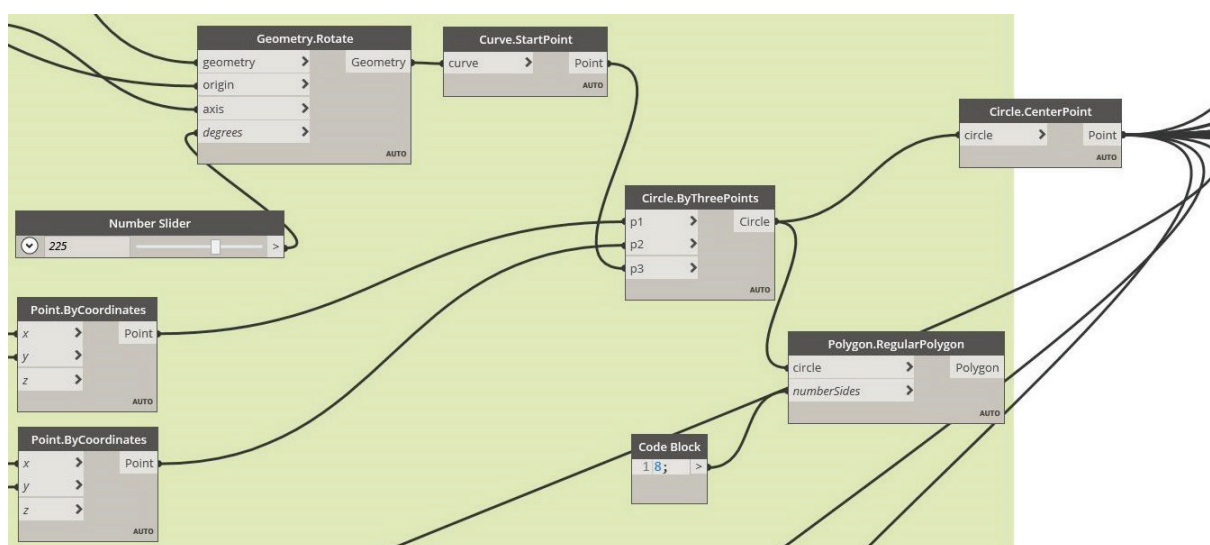 Geometry.Rotate
geometry > Geometry
origin >
axis >
degrees >
AUTO
Curve.StartPoint
curve > Point
AUTO
Circle.CenterPoint
circle > Point
AUTO
Number Slider
225 >
Circle.ByThreePoints
p1 > Circle
p2 >
p3 >
AUTO
Point.ByCoordinates
x > Point
y >
z >
AUTO
Polygon.RegularPolygon
circle > Polygon
numberSides >
AUTO
Point.ByCoordinates
x > Point
y >
z >
AUTO
Code Block
1 8; >